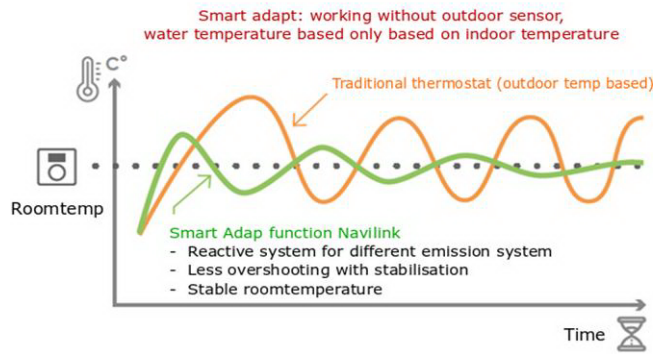 Smart adapt: working without outdoor sensor,
water temperature based only based on indoor temperature
C°
Traditional thermostat (outdoor temp based)
Roomtemp
Smart Adap function Navilink
- Reactive system for different emission system
- Less overshooting with stabilisation
- Stable roomtemperature
Time